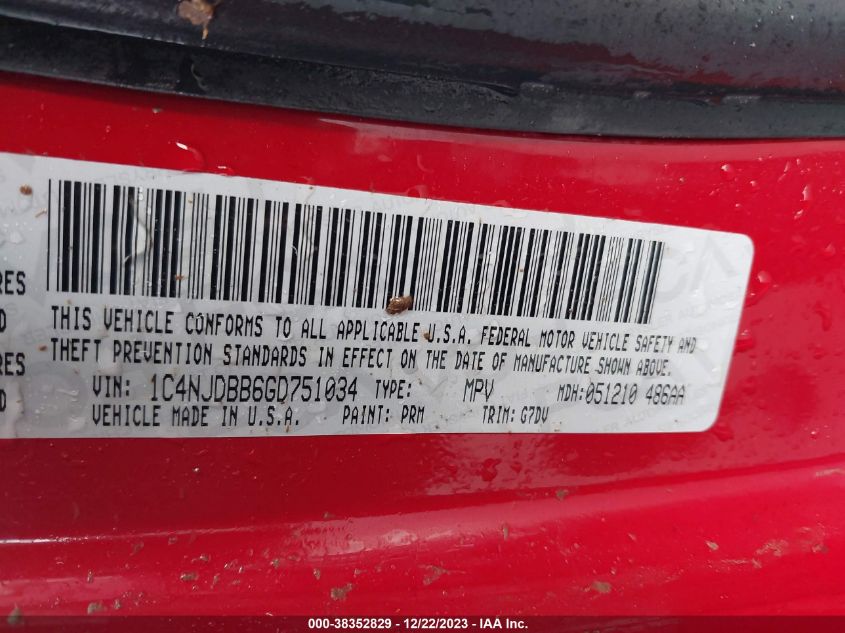 RES
D
RES
D
THIS VEHICLE CONFORMS TO ALL APPLICABLE U.S.A. FEDERAL MOTOR VEHICLE SAFETY AND
THEFT PREVENTION STANDARDS IN EFFECT ON THE DATE OF MANUFACTURE SHOWN ABOVE.
VIN: 1C4NJDBB6GD751034 TYPE: MPV MDH:051210 486AA
VEHICLE MADE IN U.S.A. PAINT: PRM TRIM: G7DV
000-38352829 - 12/22/2023 - IAA Inc.